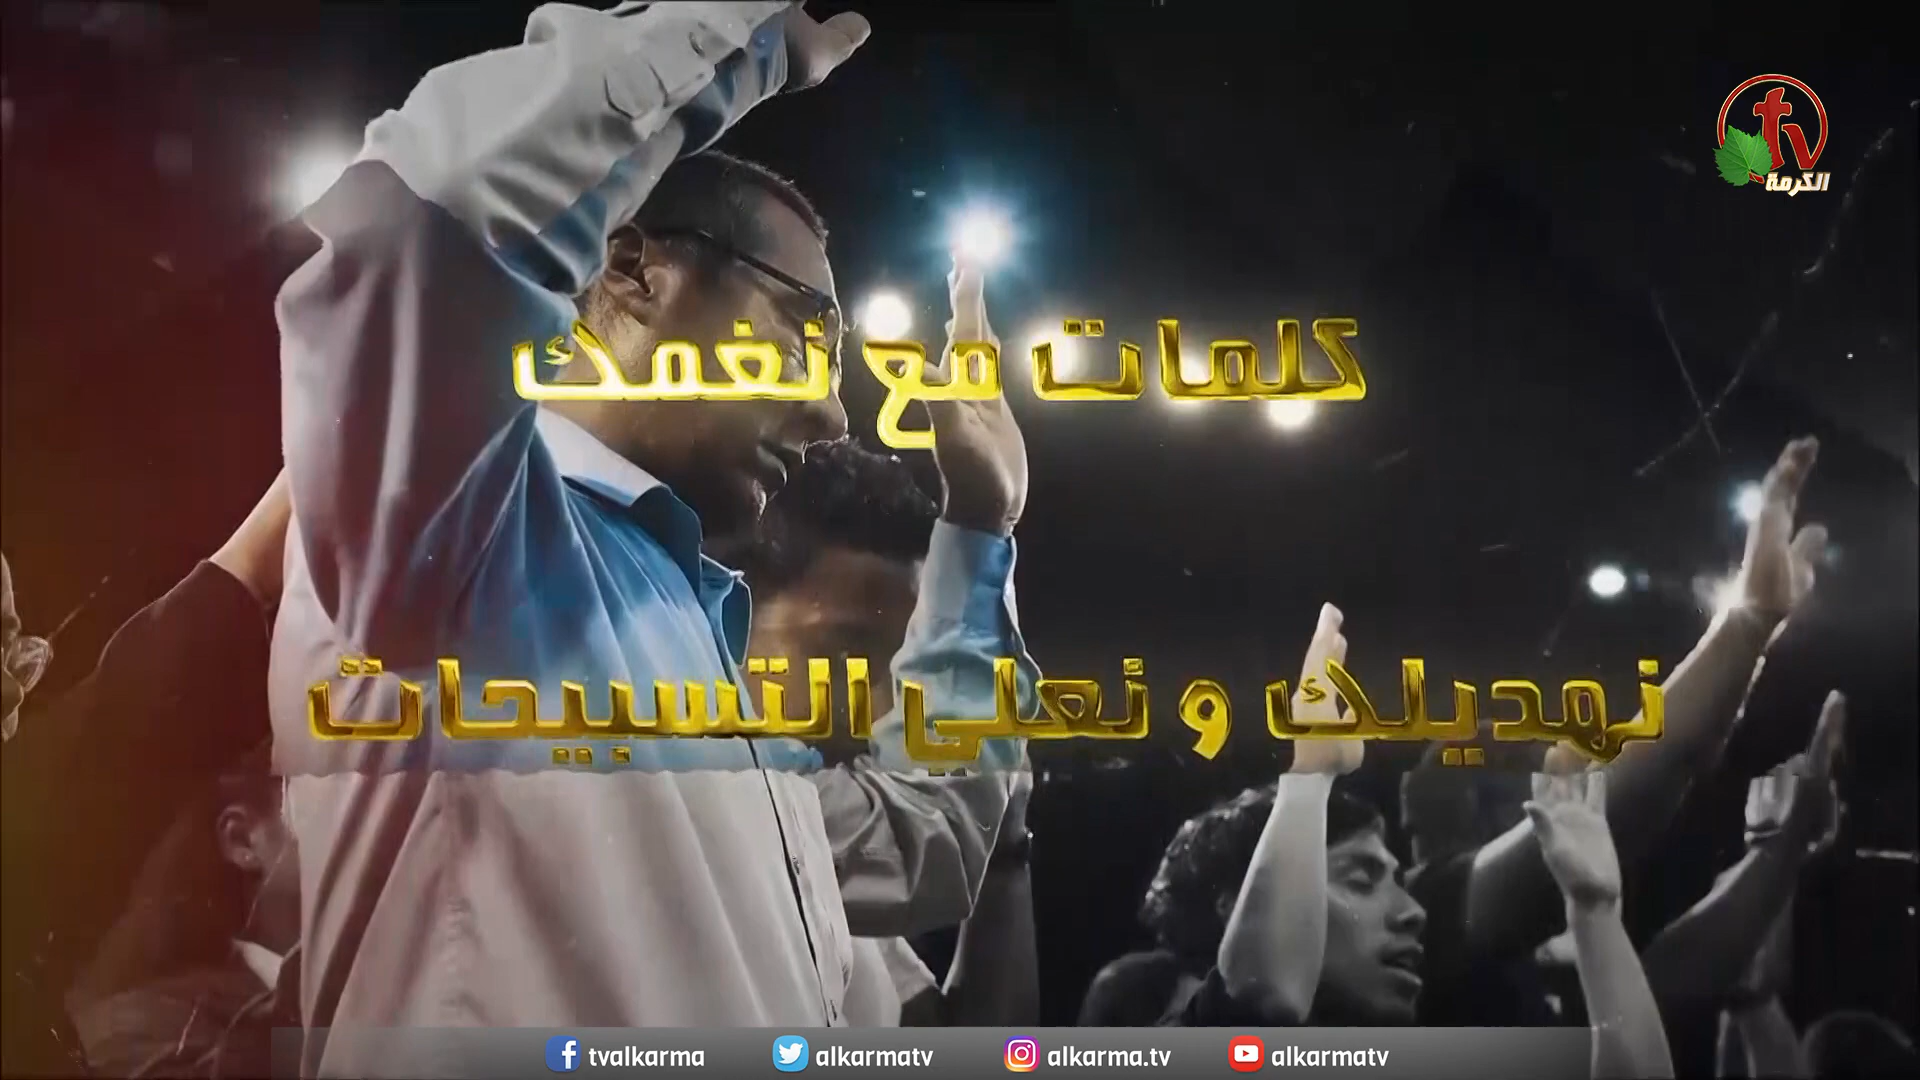 tv
الكرمة
كلمات مع نغمك
نهديلك و نعلي التسبيحات
tvalkarma
alkarmatv
alkarma.tv
alkarmatv